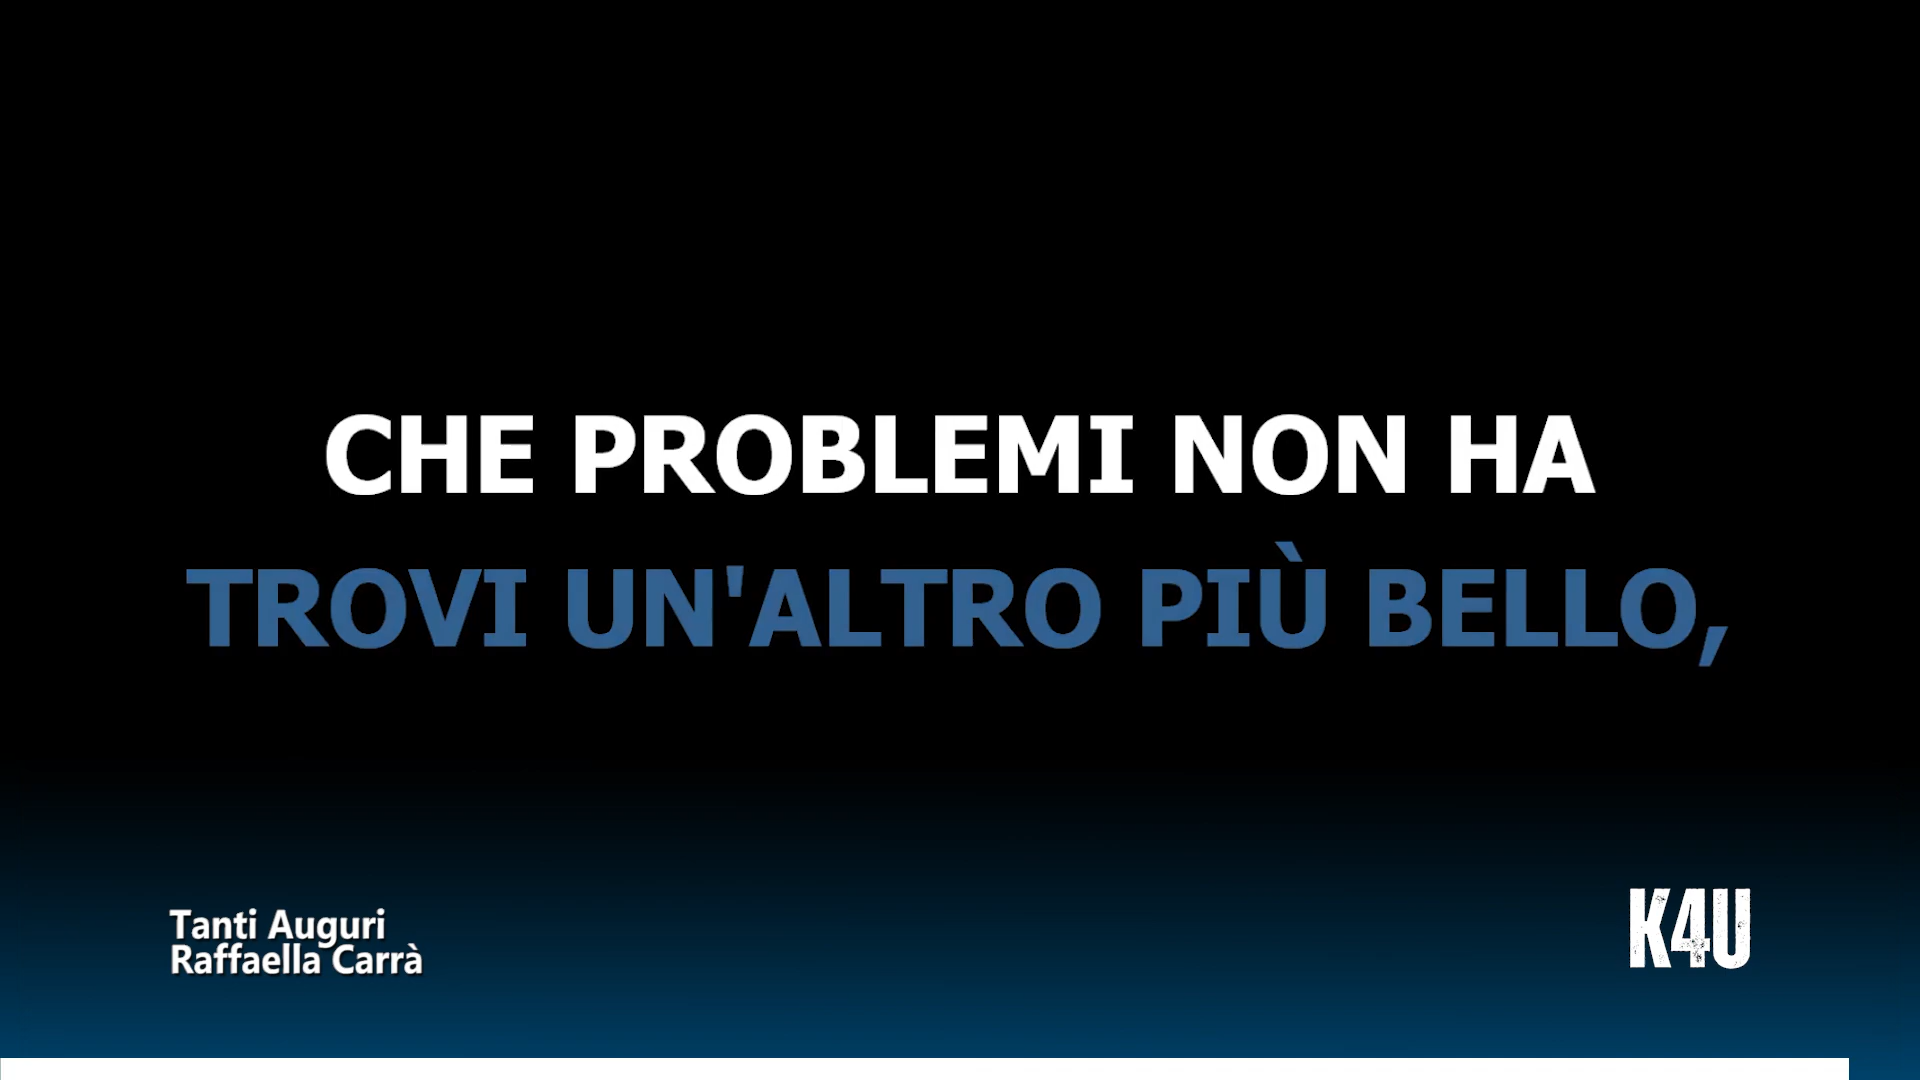 CHE PROBLEMI NON HA
TROVI UN'ALTRO PIÙ BELLO,
Tanti Auguri
Raffaella Carrà
K4U